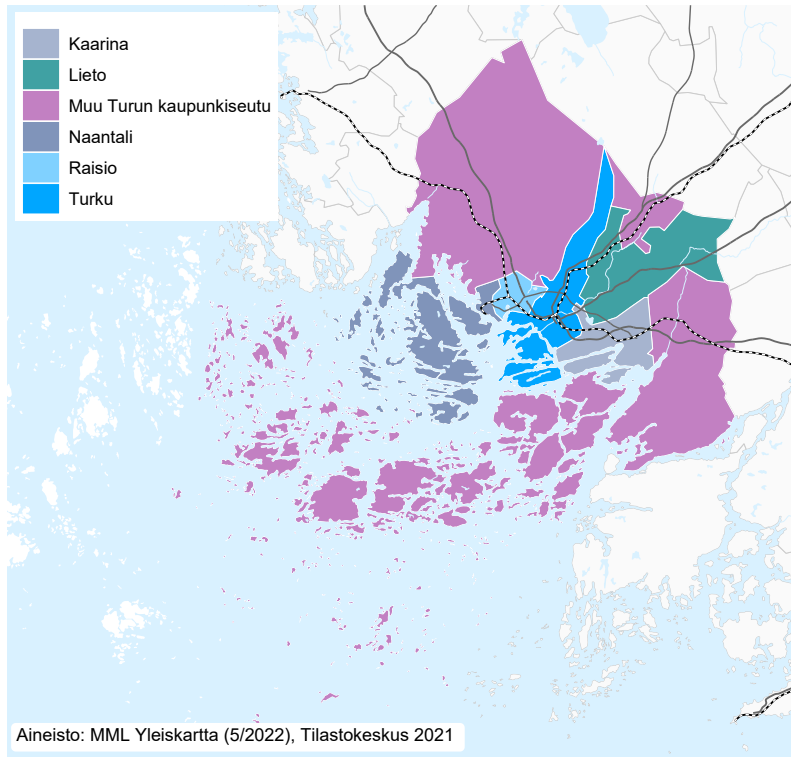 Kaarina
Lieto
Muu Turun kaupunkiseutu
Naantali
Raisio
Turku
Aineisto: MML Yleiskartta (5/2022), Tilastokeskus 2021